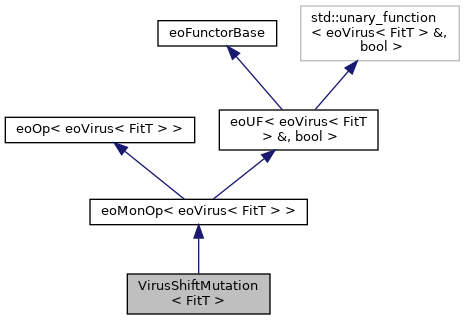 std::unary_function
< eoVirus< FitT > &,
bool >
eoFunctorBase
eoOp< eoVirus< FitT > >
eoUF< eoVirus< FitT
> &, bool >
eoMonOp< eoVirus< FitT > >
VirusShiftMutation
< FitT >